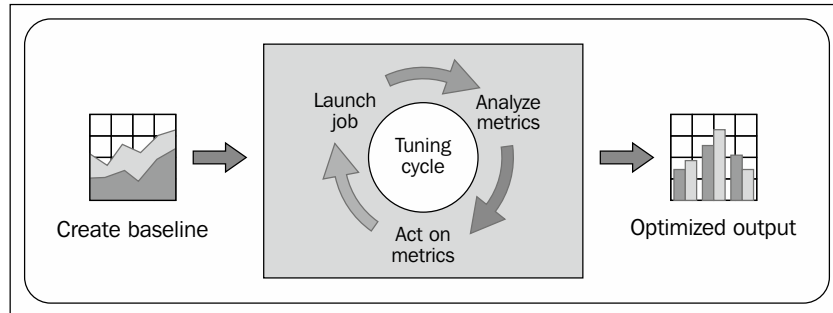 Launch
job
Analyze
metrics
Tuning
cycle
Act on
metrics
Create baseline
Optimized output